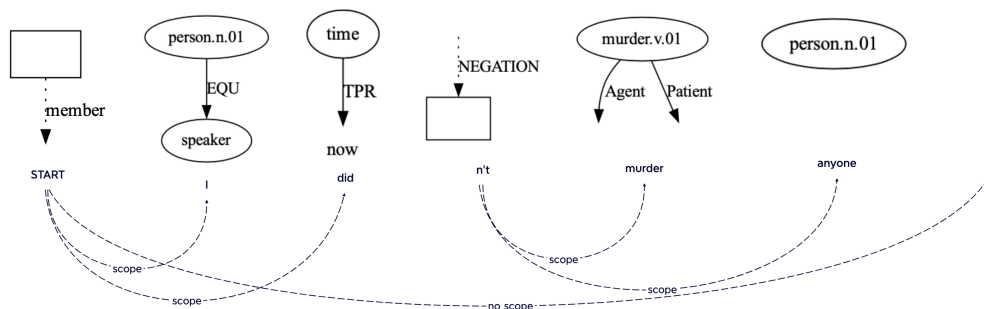 person.n.01
time
murder.v.01
person.n.01
member
EQU
TPR
NEGATION
Agent
Patient
speaker
now
START
I
did
n't
murder
anyone
scope
scope
scope
scope
no scope